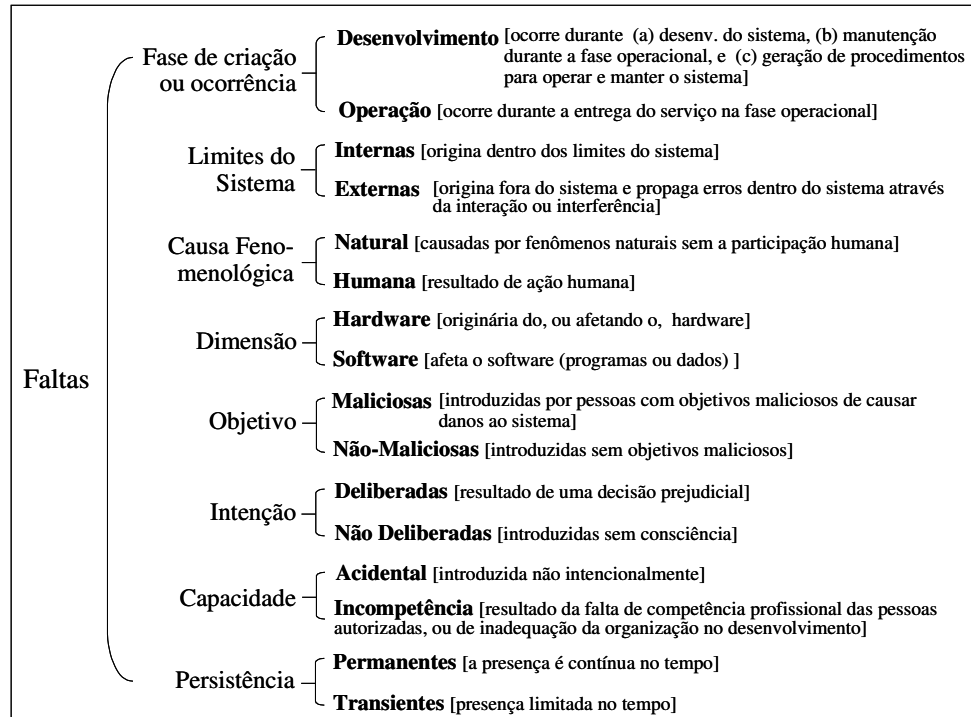 Faltas
Fase de criação
ou ocorrência
Desenvolvimento [ocorre durante (a) desenv. do sistema, (b) manutenção
durante a fase operacional, e (c) geração de procedimentos
para operar e manter o sistema]
Operação [ocorre durante a entrega do serviço na fase operacional]
Limites do
Sistema
Internas [origina dentro dos limites do sistema]
Externas [origina fora do sistema e propaga erros dentro do sistema através
da interação ou interferência]
Causa Feno-
menológica
Natural [causadas por fenômenos naturais sem a participação humana]
Humana [resultado de ação humana]
Dimensão
Hardware [originária do, ou afetando o, hardware]
Software [afeta o software (programas ou dados) ]
Objetivo
Maliciosas [introduzidas por pessoas com objetivos maliciosos de causar
danos ao sistema]
Não-Maliciosas [introduzidas sem objetivos maliciosos]
Intenção
Deliberadas [resultado de uma decisão prejudicial]
Não Deliberadas [introduzidas sem consciência]
Capacidade
Acidental [introduzida não intencionalmente]
Incompetência [resultado da falta de competência profissional das pessoas
autorizadas, ou de inadequação da organização no desenvolvimento]
Persistência
Permanentes [a presença é contínua no tempo]
Transientes [presença limitada no tempo]